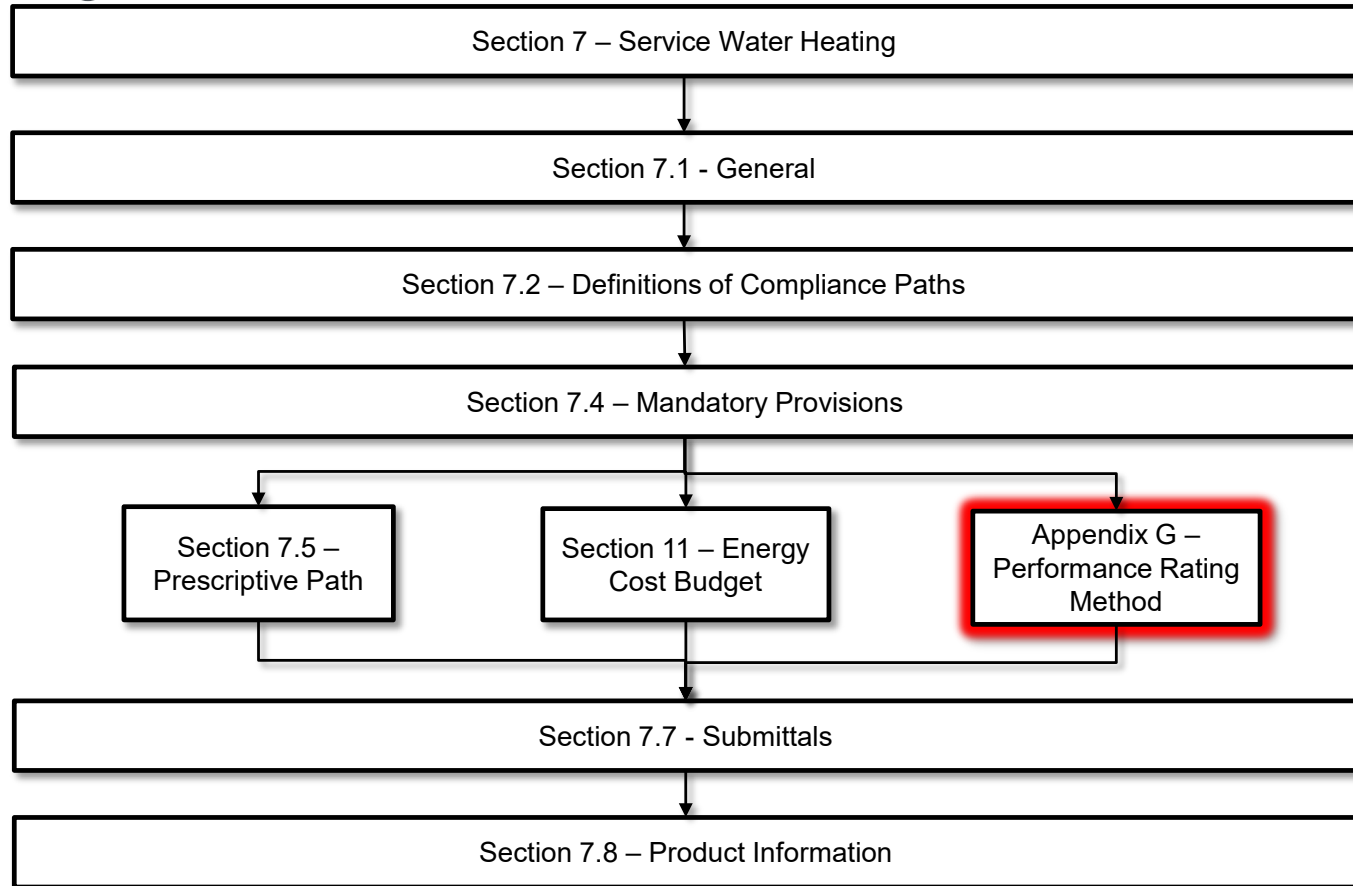 Section 7 – Service Water Heating
Section 7.1 - General
Section 7.2 – Definitions of Compliance Paths
Section 7.4 – Mandatory Provisions
Section 7.5 –
Prescriptive Path
Section 11 – Energy
Cost Budget
Appendix G –
Performance Rating
Method
Section 7.7 - Submittals
Section 7.8 – Product Information